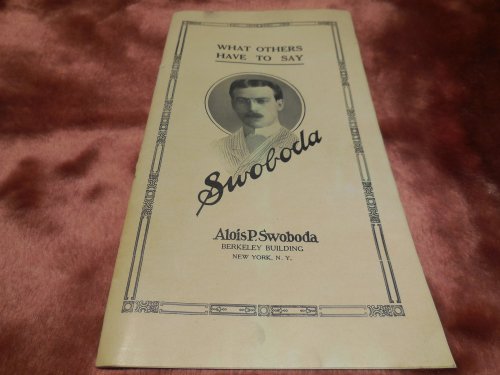 WHAT OTHERS
HAVE TO SAY
Swoboda
Alois P. Swoboda
BERKELEY BUILDING
NEW YORK, N. Y.